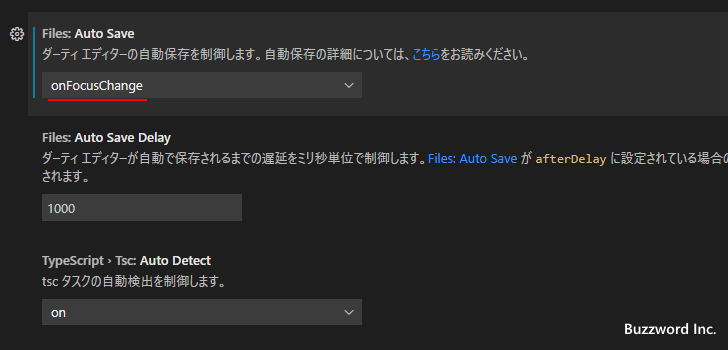 Files: Auto Save
ダーティ エディターの自動保存を制御します。自動保存の詳細については、こちらをお読みください。
onFocusChange
Files: Auto Save Delay
ダーティ エディターが自動で保存されるまでの遅延をミリ秒単位で制御します。Files: Auto Save が afterDelay に設定されている場合の
されます。
1000
TypeScript › Tsc: Auto Detect
tsc タスクの自動検出を制御します。
on
Buzzword Inc.